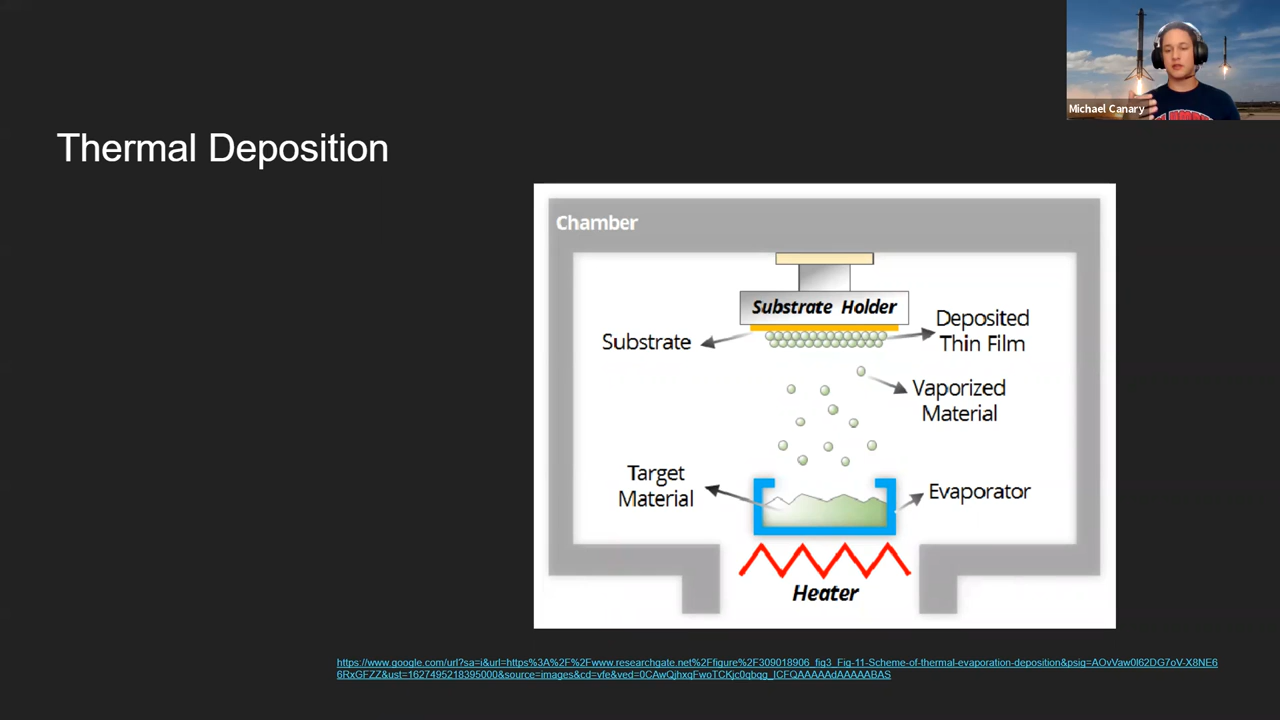 Michael Canary
Thermal Deposition
Chamber
Substrate Holder
Substrate
Deposited
Thin Film
Vaporized
Material
Target
Material
Evaporator
Heater
https://www.google.com/url?sa=i&url=https%3A%2F%2Fwww.researchgate.net%2Ffigure%2F309018906_fig3_Fig-11-Scheme-of-thermal-evaporation-deposition&psig=AOvVaw0l62DG7oV-X8NE6
6RxGFZZ&ust=1627495218395000&source=images&cd=vfe&ved=0CAwQjhxqFwoTCKjc0qbqg_ICFQAAAAAdAAAAABAS